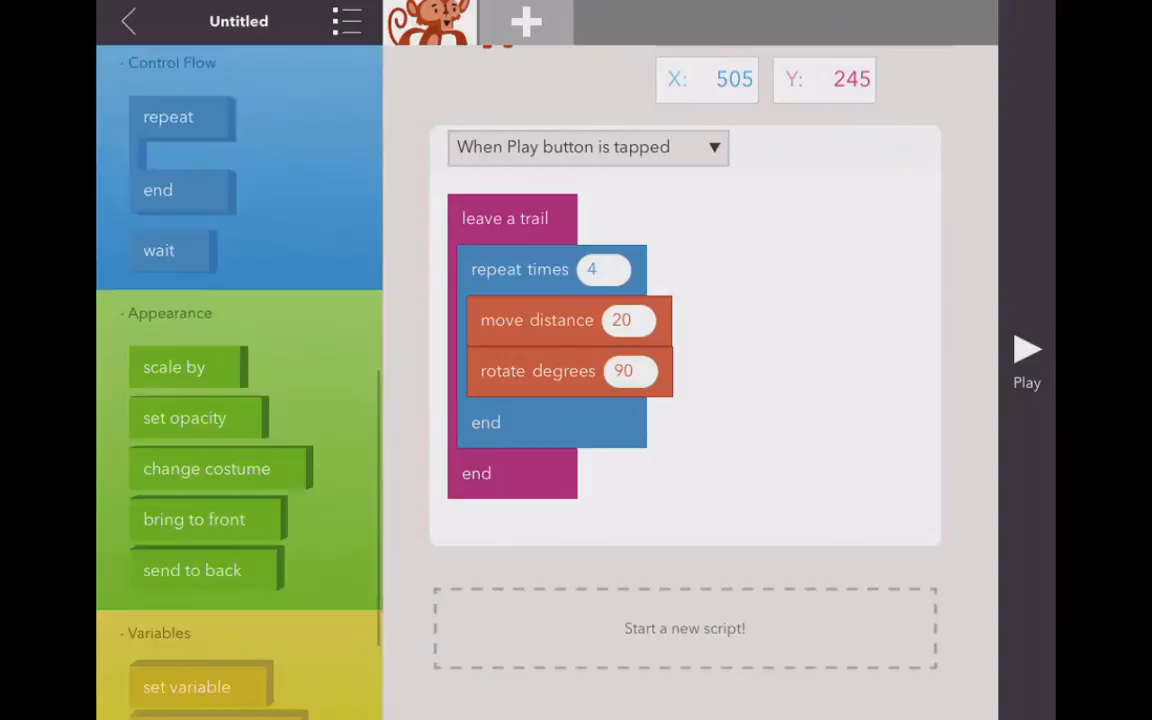 Untitled
- Control Flow
repeat
end
wait
- Appearance
scale by
set opacity
change costume
bring to front
send to back
- Variables
set variable
X: 505 Y: 245
When Play button is tapped
leave a trail
repeat times 4
move distance 20
rotate degrees 90
end
end
Start a new script!
Play